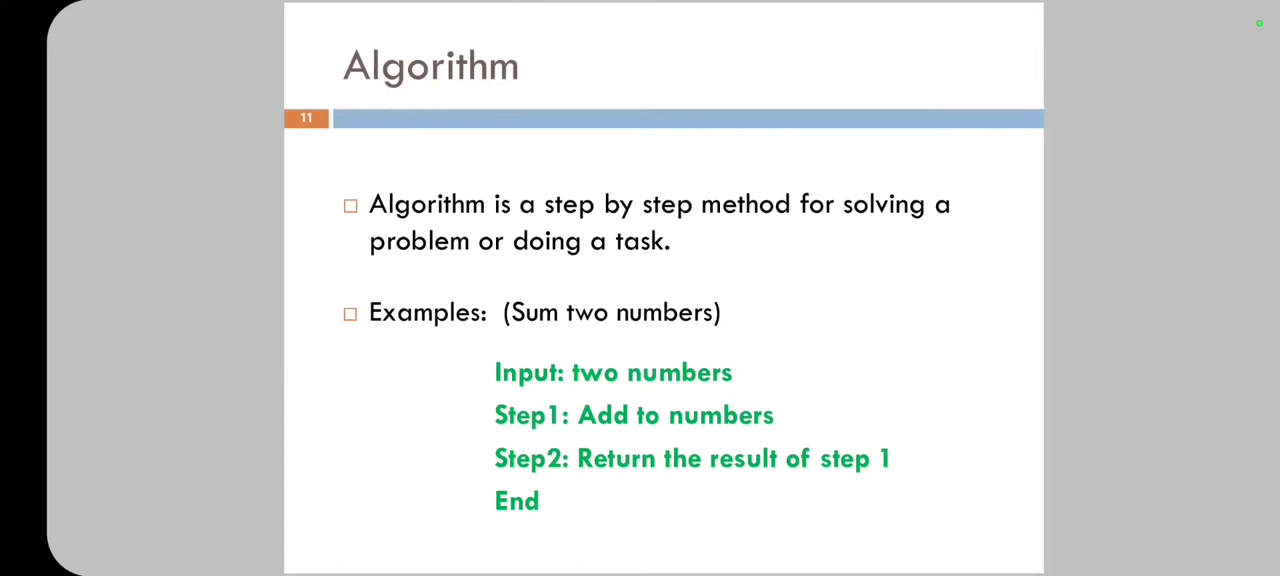 Algorithm
11
Algorithm is a step by step method for solving a
problem or doing a task.
Examples: (Sum two numbers)
Input: two numbers
Step1: Add to numbers
Step2: Return the result of step 1
End